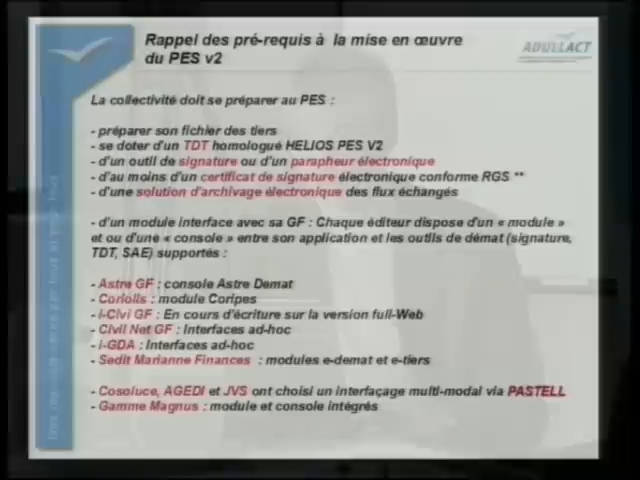 Rappel des pré-requis à la mise en œuvre
du PES v2
ADULLACT
La collectivité doit se préparer au PES :
- préparer son fichier des tiers
- se doter d'un TDT homologué HELIOS PES V2
- d'un outil de signature ou d'un parapheur électronique
- d'au moins d'un certificat de signature électronique conforme RGS **
- d'une solution d'archivage électronique des flux échangés
- d'un module interface avec sa GF : Chaque éditeur dispose d'un « module »
et ou d'une « console » entre son application et les outils de démat (signature,
TDT, SAE) supportés :
- Astre GF : console Astre Demat
- Coriolis : module Coripes
- i-Civi GF : En cours d'écriture sur la version full-Web
- Civil Net GF : Interfaces ad-hoc
- i-GDA : Interfaces ad-hoc
- Sedit Marianne Finances : modules e-demat et e-tiers
- Cosoluce, AGEDI et JVS ont choisi un interfaçage multi-modal via PASTELL
- Gamme Magnus : module et console intégrés